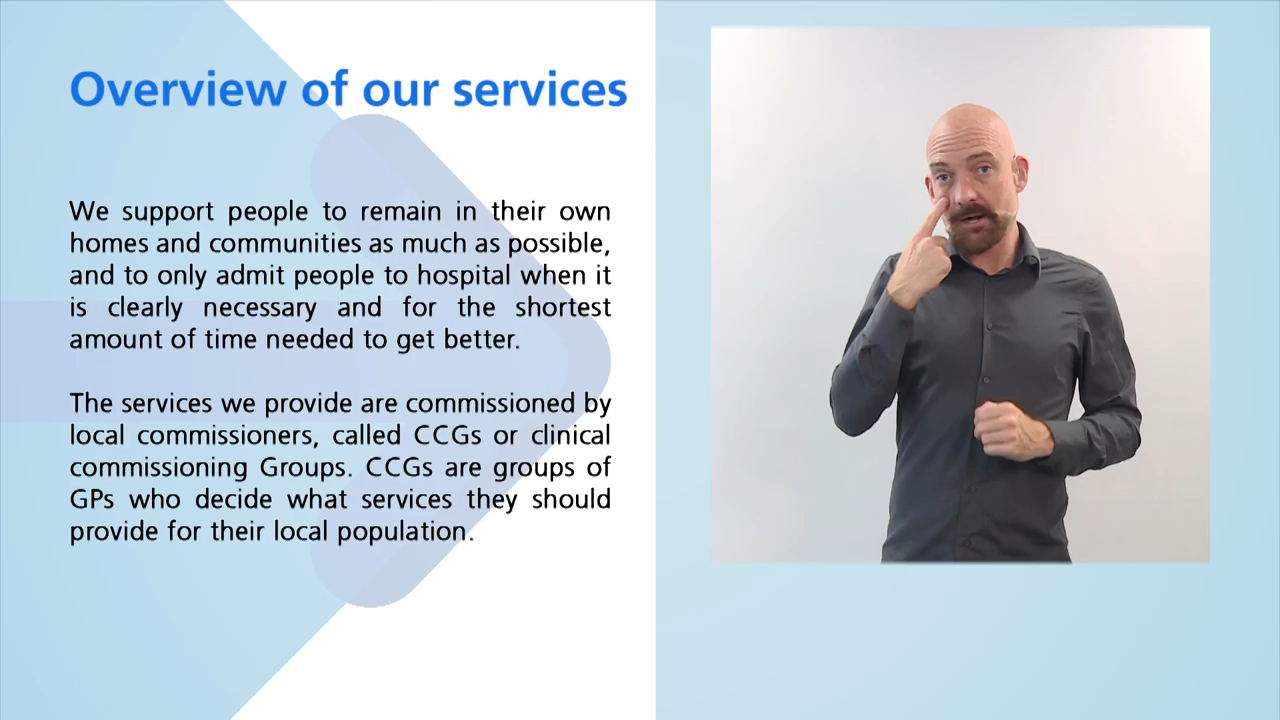 Overview of our services
We support people to remain in their own
homes and communities as much as possible,
and to only admit people to hospital when it
is clearly necessary and for the shortest
amount of time needed to get better.
The services we provide are commissioned by
local commissioners, called CCGs or clinical
commissioning Groups. CCGs are groups of
GPs who decide what services they should
provide for their local population.